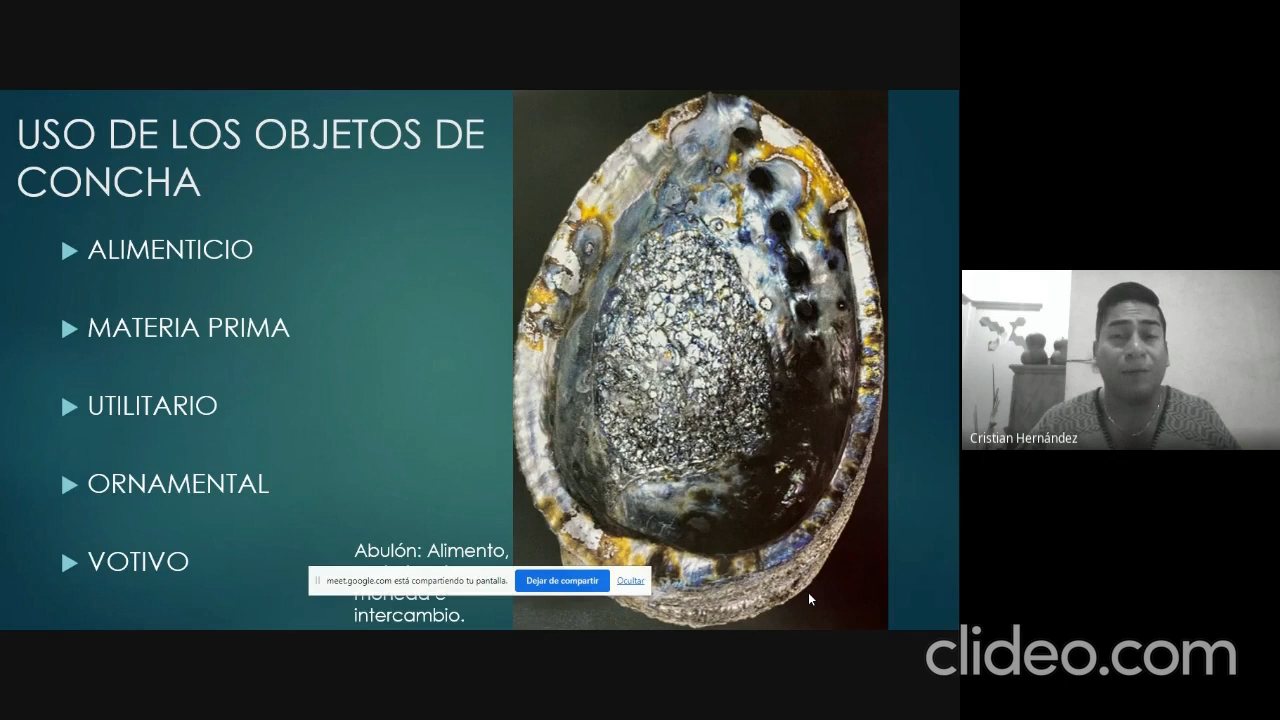 USO DE LOS OBJETOS DE
CONCHA
ALIMENTICIO
MATERIA PRIMA
UTILITARIO
ORNAMENTAL
VOTIVO
Abulón: Alimento,
meet.google.com está compartiendo tu pantalla.
Dejar de compartir
Ocultar
moneda e
intercambio.
Cristian Hernández
clideo.com